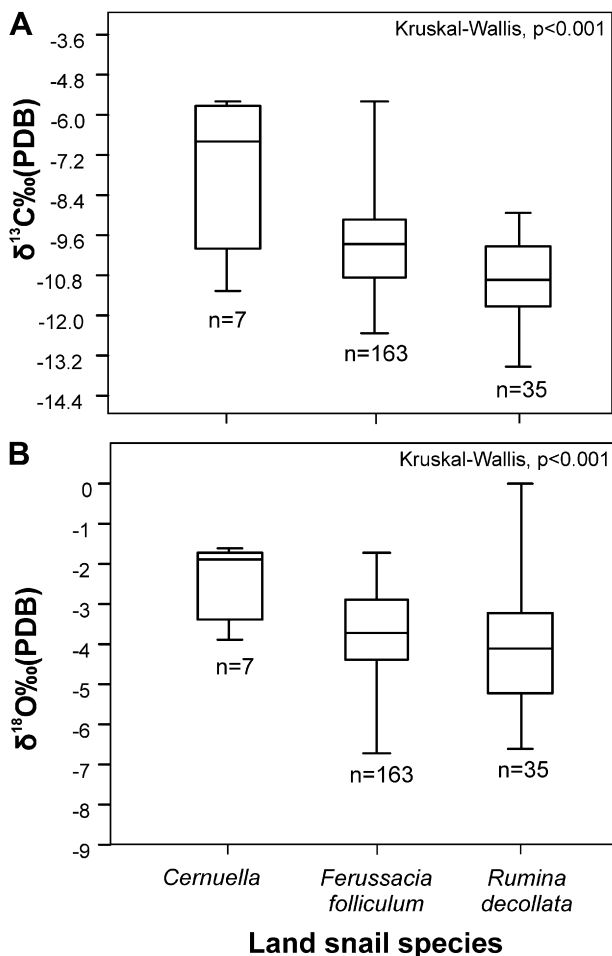 A
Kruskal-Wallis, p<0.001
-3.6
-4.8
-6.0
-7.2
-8.4
-9.6
-10.8
-12.0
-13.2
-14.4
δ13C‰(PDB)
n=7
n=163
n=35
B
Kruskal-Wallis, p<0.001
0
-1
-2
-3
-4
-5
-6
-7
-8
-9
δ18O‰(PDB)
n=7
n=163
n=35
Cernuella
Ferussacia
folliculum
Rumina
decollata
Land snail species